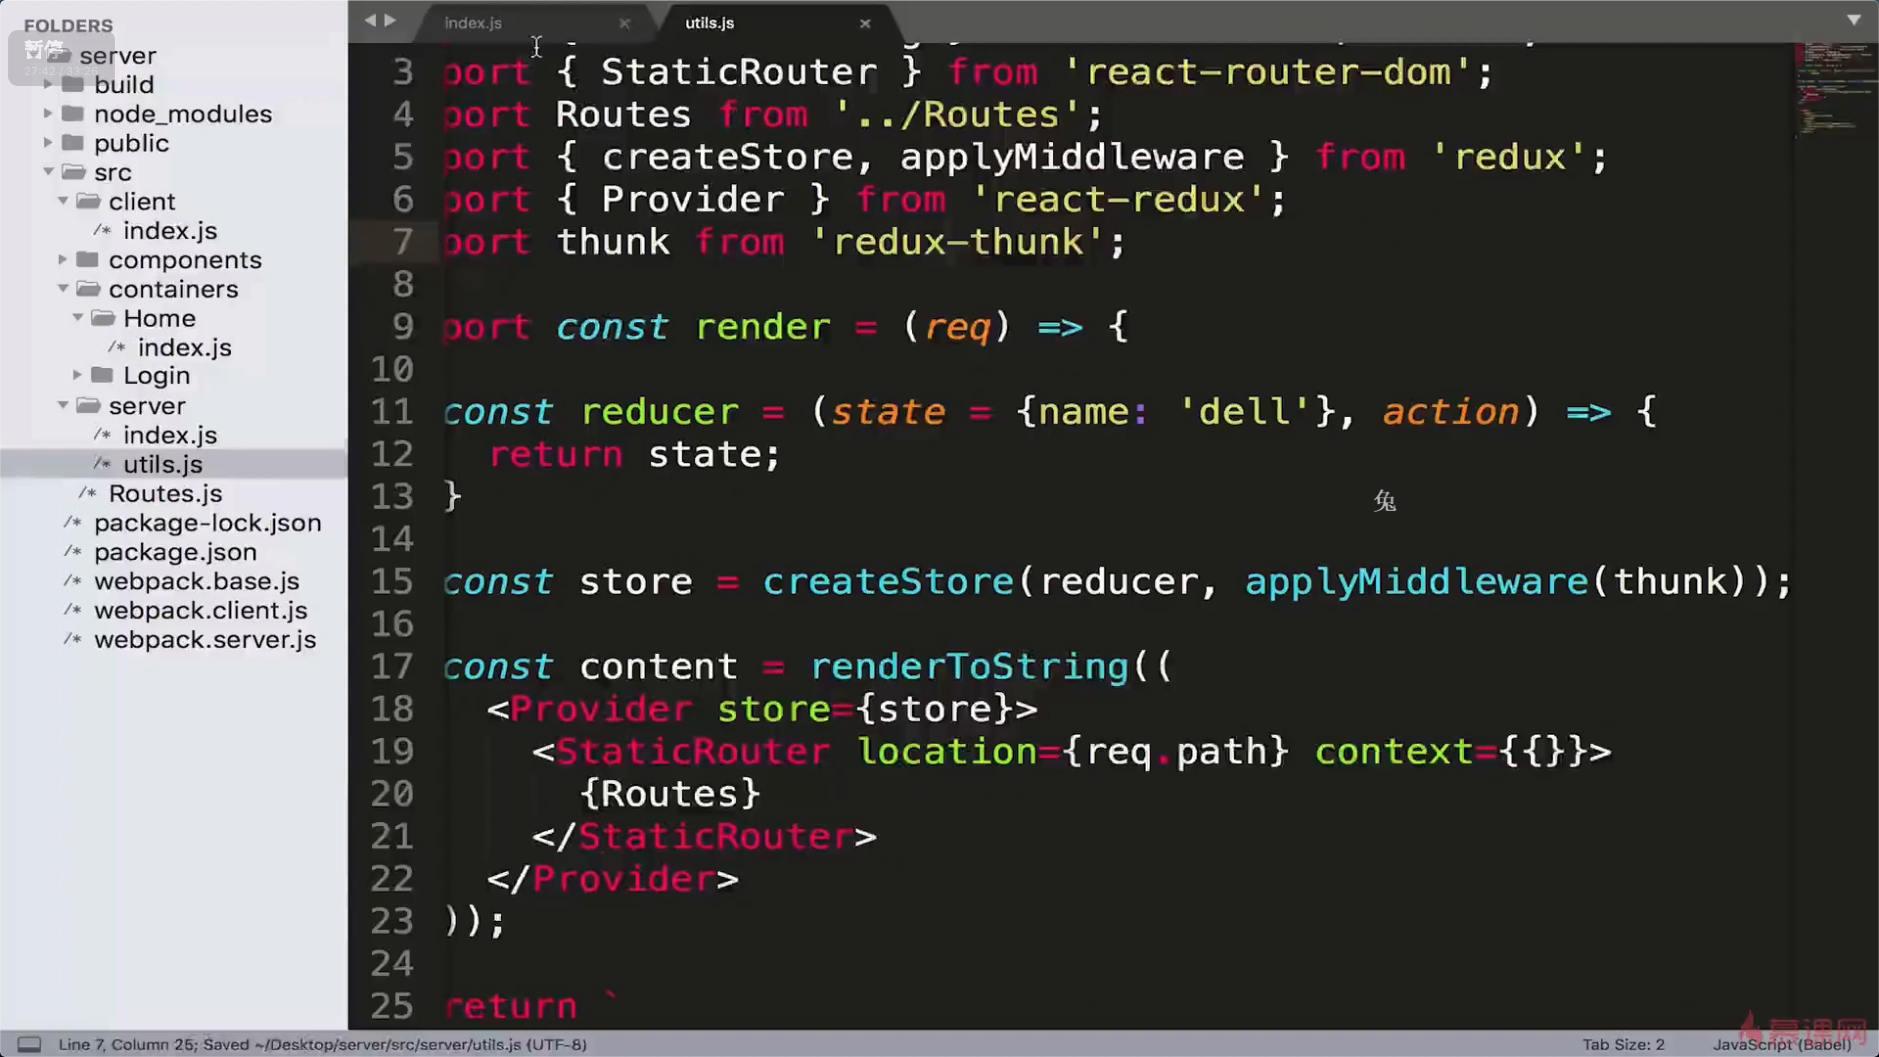 FOLDERS
server
build
node_modules
public
src
client
index.js
components
containers
Home
index.js
Login
server
index.js
utils.js
Routes.js
package-lock.json
package.json
webpack.base.js
webpack.client.js
webpack.server.js
暂停
index.js × utils.js ×
3 port { StaticRouter } from 'react-router-dom';
4 port Routes from '../Routes';
5 port { createStore, applyMiddleware } from 'redux';
6 port { Provider } from 'react-redux';
7 port thunk from 'redux-thunk';
8
9 port const render = (req) => {
10
11 const reducer = (state = {name: 'dell'}, action) => {
12 return state;
13 }
14
15 const store = createStore(reducer, applyMiddleware(thunk));
16
17 const content = renderToString((
18 <Provider store={store}>
19 <StaticRouter location={req.path} context={{}}>
20 {Routes}
21 </StaticRouter>
22 </Provider>
23 ));
24
25 return `
兔
慕课网
Line 7, Column 25; Saved ~/Desktop/server/src/server/utils.js (UTF-8)
Tab Size: 2
JavaScript (Babel)